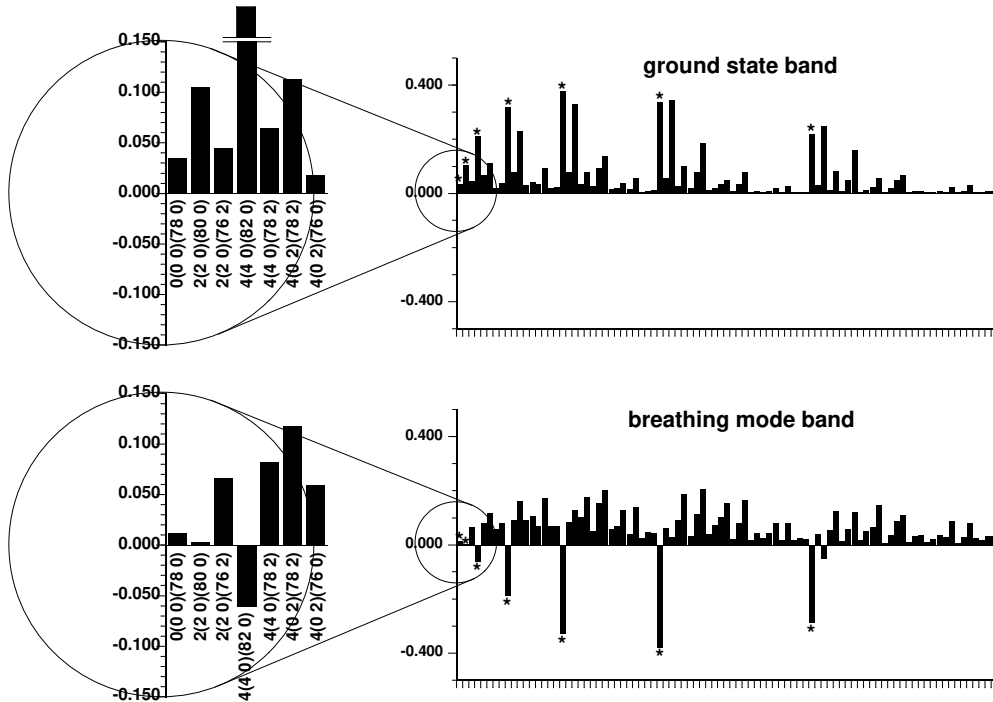 0.150
0.100
0.050
0.000
-0.050
-0.100
-0.150
0(0 0)(78 0)
2(2 0)(80 0)
2(2 0)(76 2)
4(4 0)(82 0)
4(4 0)(78 2)
4(0 2)(78 2)
4(0 2)(76 0)
ground state band
0.400
0.000
-0.400
* * * * * * * *
0.150
0.100
0.050
0.000
-0.050
-0.100
-0.150
0(0 0)(78 0)
2(2 0)(80 0)
2(2 0)(76 2)
4(4 0)(82 0)
4(4 0)(78 2)
4(0 2)(78 2)
4(0 2)(76 0)
breathing mode band
0.400
0.000
-0.400
* * * * * * *